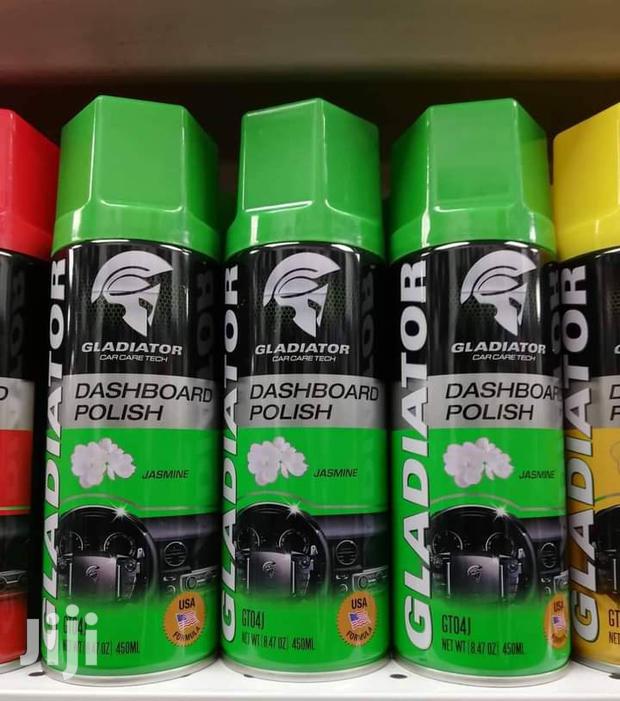 GLADIATOR
GLADIATOR
CAR CARE TECH
DASHBOARD
POLISH
JASMINE
USA
FORMULA
GT04J
NET WT (8.47 OZ) 450ML
GLADIATOR
GLADIATOR
CAR CARE TECH
DASHBOARD
POLISH
JASMINE
USA
FORMULA
GT04J
NET WT (8.47 OZ) 450ML
GLADIATOR
GLADIATOR
CAR CARE TECH
DASHBOAR
POLISH
JASMINE
USA
GT04J
NET WT (8.47 OZ) 450ML
GLADIATOR
Jiji